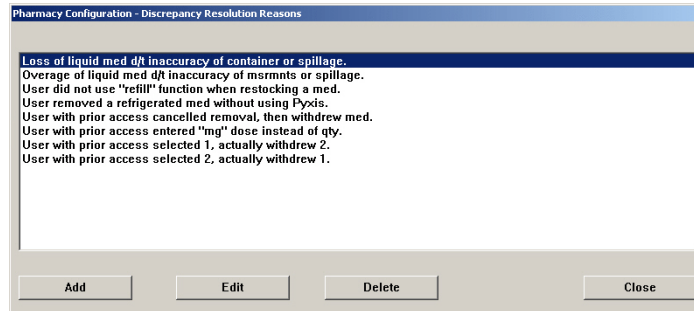 Pharmacy Configuration - Discrepancy Resolution Reasons
Loss of liquid med d/t inaccuracy of container or spillage.
Overage of liquid med d/t inaccuracy of msrmnts or spillage.
User did not use "refill" function when restocking a med.
User removed a refrigerated med without using Pyxis.
User with prior access cancelled removal, then withdrew med.
User with prior access entered "mg" dose instead of qty.
User with prior access selected 1, actually withdrew 2.
User with prior access selected 2, actually withdrew 1.
Add Edit Delete Close